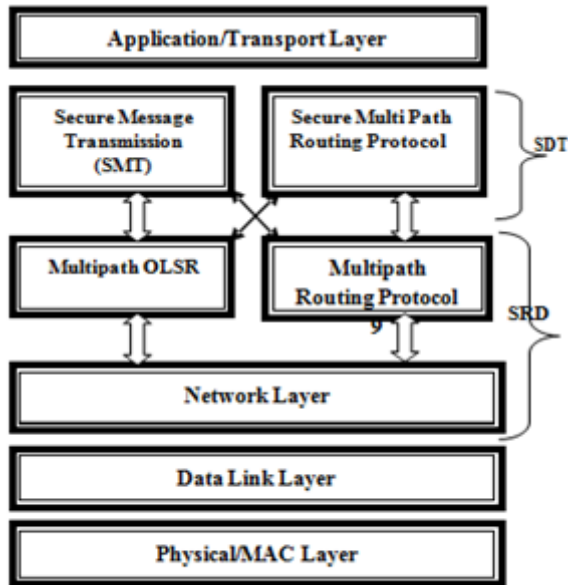 Application/Transport Layer
Secure Message
Transmission
(SMT)
Secure Multi Path
Routing Protocol
SDT
Multipath OLSR
Multipath
Routing Protocol
9
SRD
Network Layer
Data Link Layer
Physical/MAC Layer